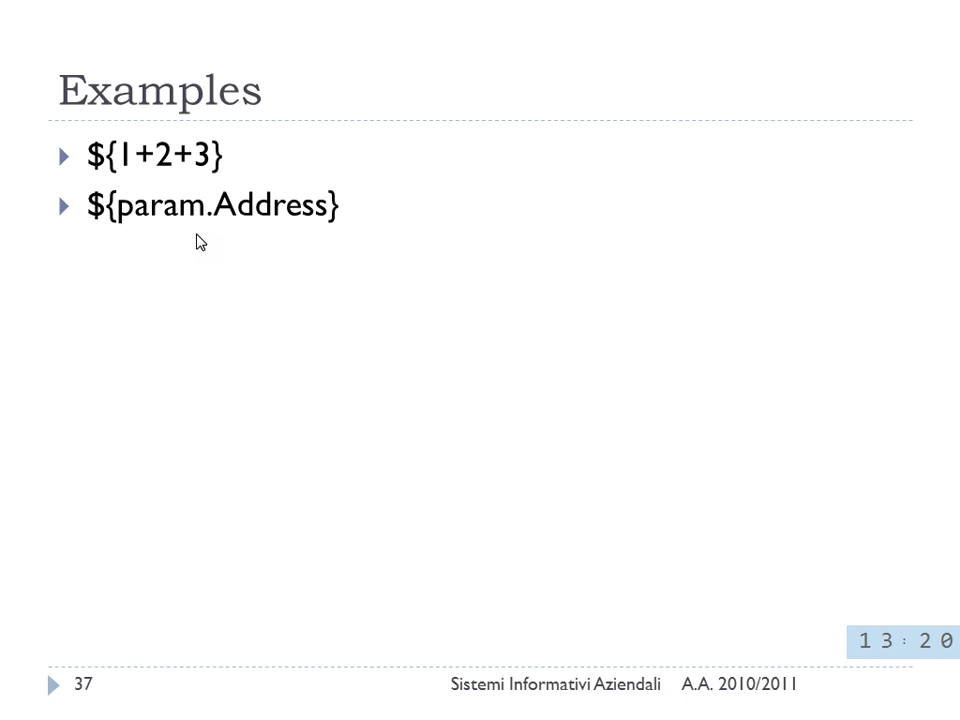 Examples
${1+2+3}
${param.Address}
13:20
37
Sistemi Informativi Aziendali
A.A. 2010/2011